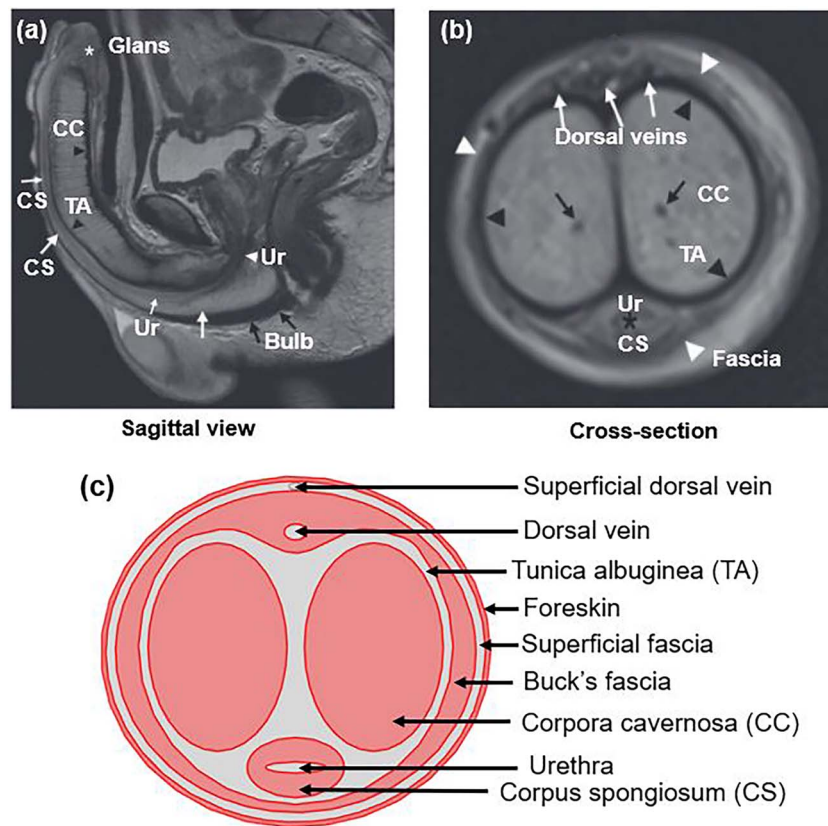 (a)
* Glans
CC
TA
CS
CS
Ur
Ur
Bulb
Sagittal view
(b)
Dorsal veins
CC
TA
Ur
*
CS
Fascia
Cross-section
(c)
Superficial dorsal vein
Dorsal vein
Tunica albuginea (TA)
Foreskin
Superficial fascia
Buck's fascia
Corpora cavernosa (CC)
Urethra
Corpus spongiosum (CS)